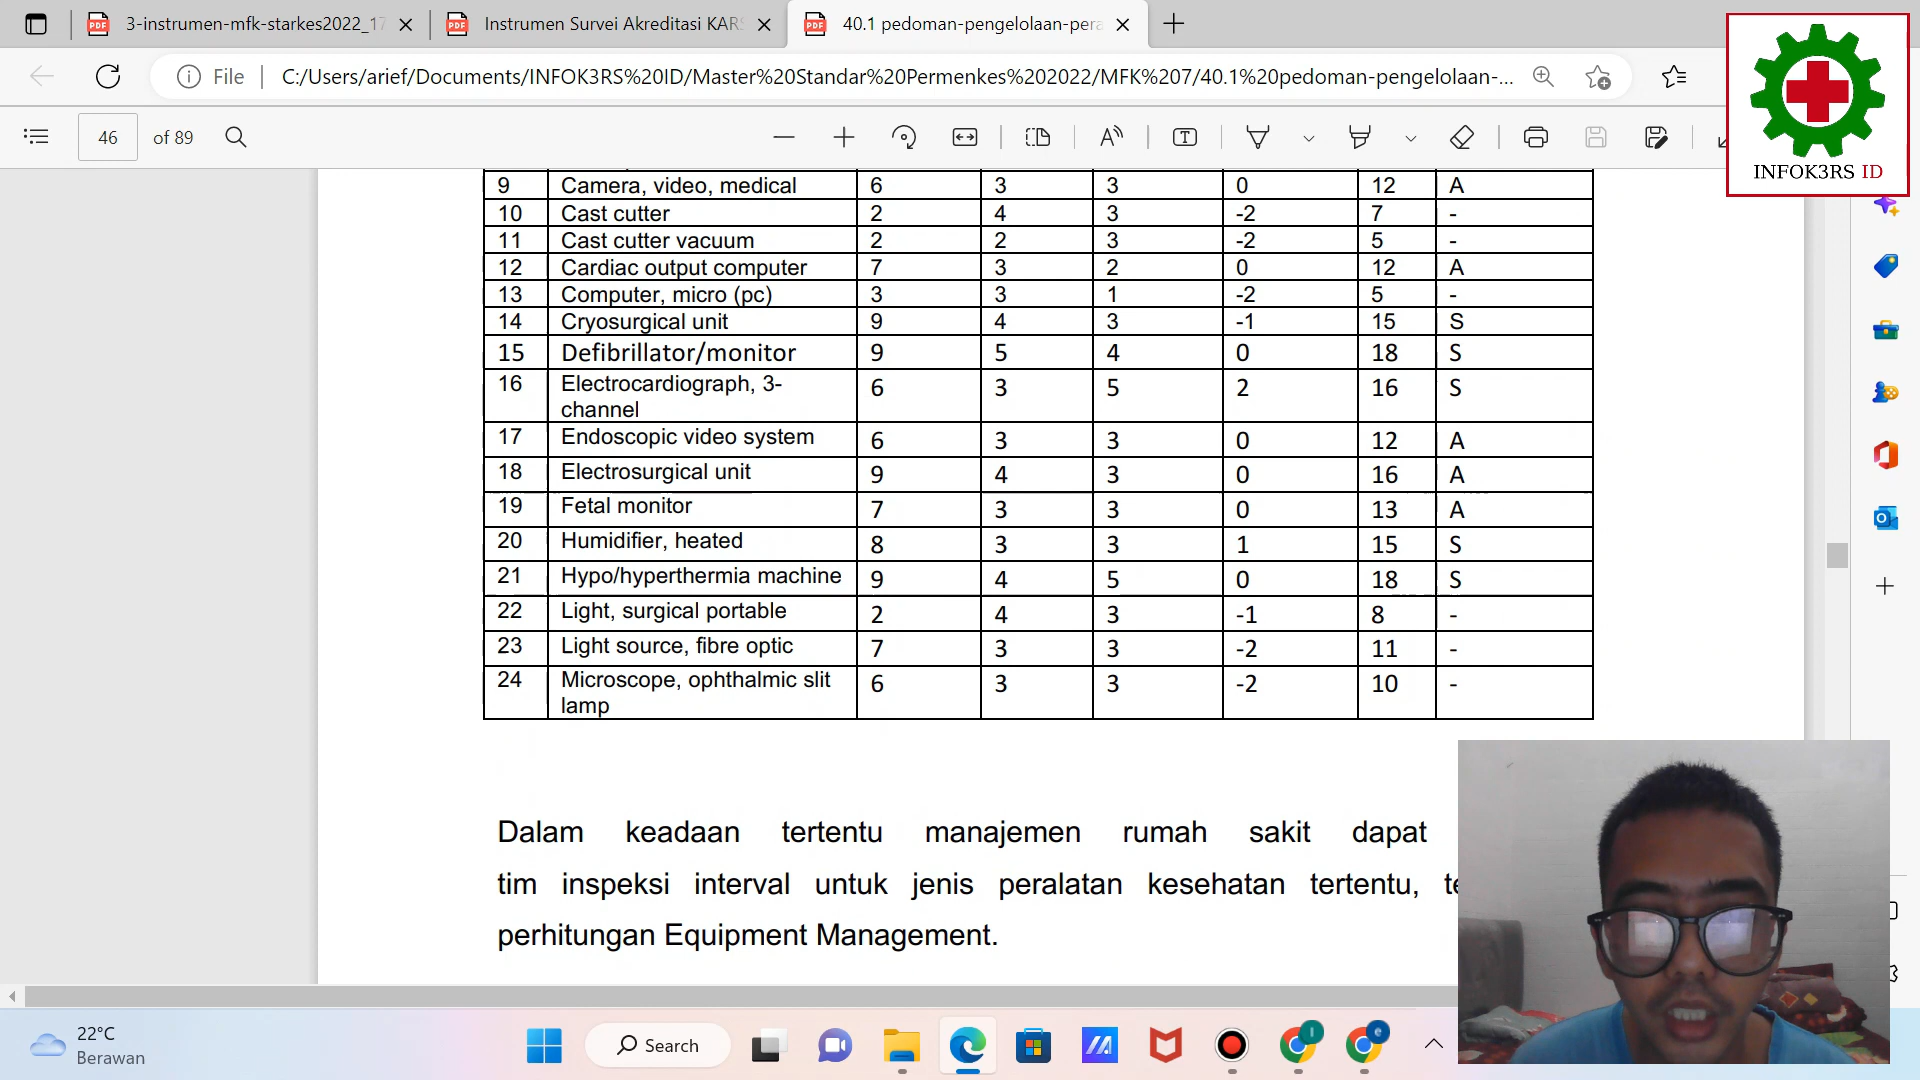 3-instrumen-mfk-starkes2022_17
Instrumen Survei Akreditasi KARS
40.1 pedoman-pengelolaan-pera
File
C:/Users/arief/Documents/INFOK3RS%20ID/Master%20Standar%20Permenkes%202022/MFK%207/40.1%20pedoman-pengelolaan-...
INFOK3RS ID
46 of 89
9 Camera, video, medical 6 3 3 0 12 A
10 Cast cutter 2 4 3 -2 7 -
11 Cast cutter vacuum 2 2 3 -2 5 -
12 Cardiac output computer 7 3 2 0 12 A
13 Computer, micro (pc) 3 3 1 -2 5 -
14 Cryosurgical unit 9 4 3 -1 15 S
15 Defibrillator/monitor 9 5 4 0 18 S
16 Electrocardiograph, 3- 6 3 5 2 16 S
channel
17 Endoscopic video system 6 3 3 0 12 A
18 Electrosurgical unit 9 4 3 0 16 A
19 Fetal monitor 7 3 3 0 13 A
20 Humidifier, heated 8 3 3 1 15 S
21 Hypo/hyperthermia machine 9 4 5 0 18 S
22 Light, surgical portable 2 4 3 -1 8 -
23 Light source, fibre optic 7 3 3 -2 11 -
24 Microscope, ophthalmic slit 6 3 3 -2 10 -
lamp
Dalam keadaan tertentu manajemen rumah sakit dapat
tim inspeksi interval untuk jenis peralatan kesehatan tertentu,
perhitungan Equipment Management.
22°C
Berawan
Search